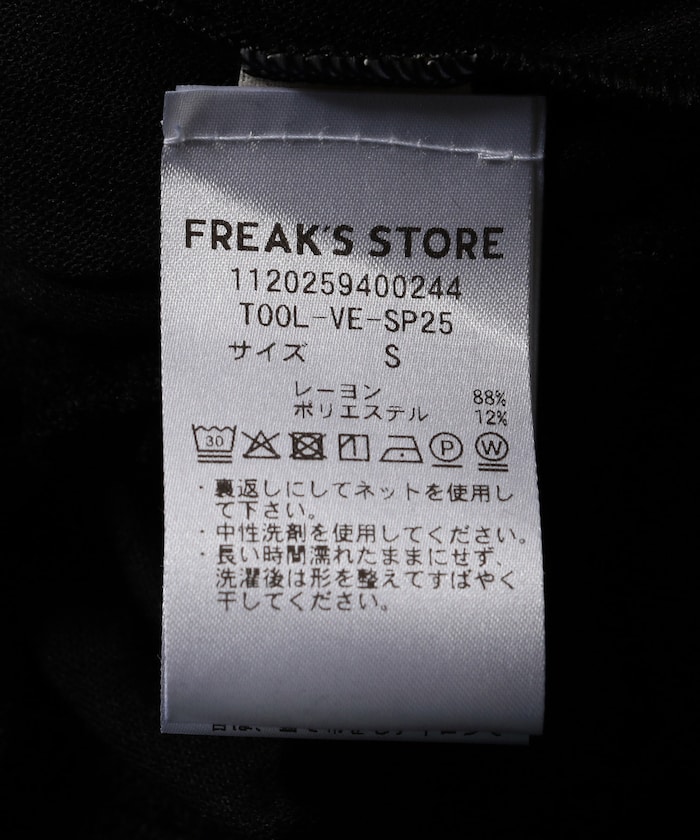 FREAK'S STORE
1120259400244
TOOL-VE-SP25
サイズ S
レーヨン 88%
ポリエステル 12%
30 P W
・裏返しにしてネットを使用し
て下さい。
・中性洗剤を使用してください。
・長い時間濡れたままにせず、
洗濯後は形を整えてすばやく
干してください。